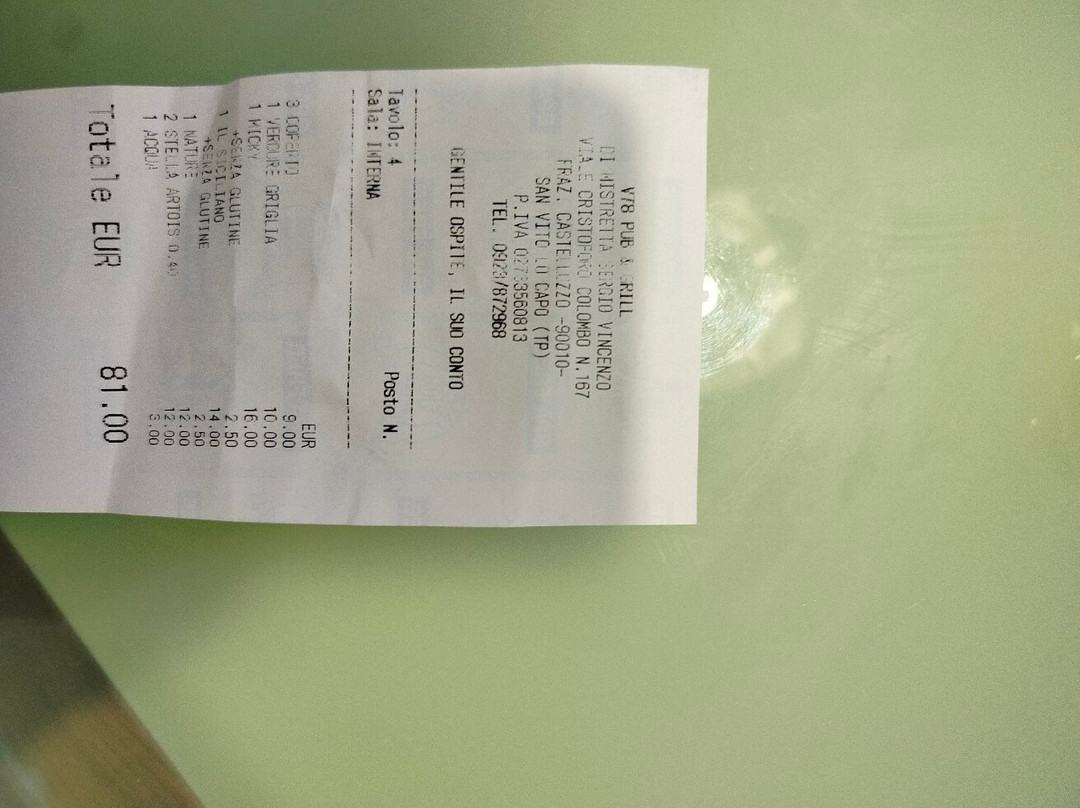 V78 PUB & GRILL
DI MISTRETTA SERGIO VINCENZO
VIALE CRISTOFORO COLOMBO N.167
FRAZ. CASTELLUZZO -90010-
SAN VITO LO CAPO (TP)
P.IVA 02733560813
TEL. 0923/872968
GENTILE OSPITE, IL SUO CONTO
Tavolo: 4 Posto N.
Sala: INTERNA
EUR
3 COPERTO 9.00
1 VERDURE GRIGLIA 10.00
1 MICKY 16.00
+SENZA GLUTINE 2.50
1 IL SICILIANO 14.00
+SENZA GLUTINE 2.50
1 NATURE 12.00
2 STELLA ARTOIS 0.40 12.00
1 ACQUA 3.00
Totale EUR 81.00